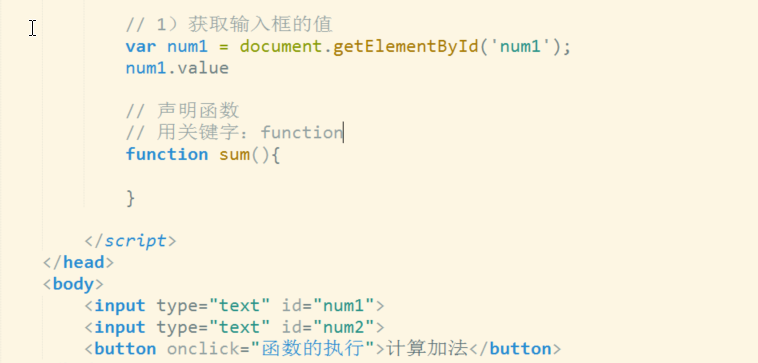 // 1）获取输入框的值
var num1 = document.getElementById('num1');
num1.value
// 声明函数
// 用关键字：function
function sum(){
}
</script>
</head>
<body>
<input type="text" id="num1">
<input type="text" id="num2">
<button onclick="函数的执行">计算加法</button>